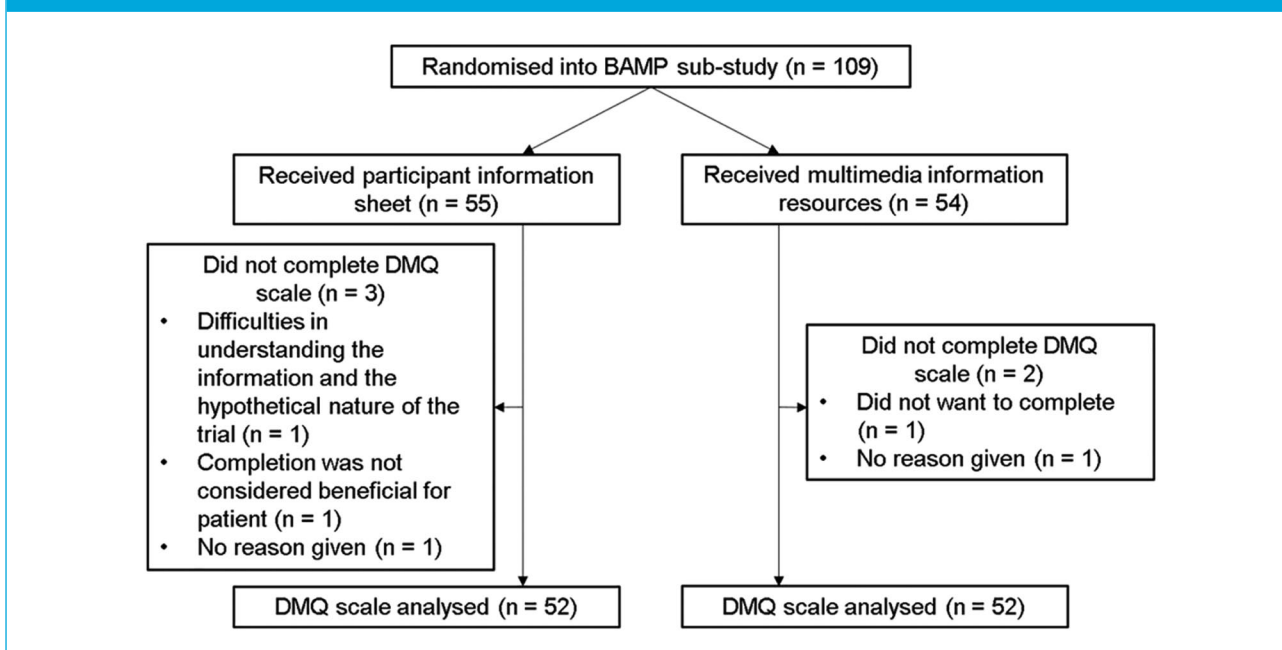 Randomised into BAMP sub-study (n = 109)
Received participant information
sheet (n = 55)
Received multimedia information
resources (n = 54)
Did not complete DMQ
scale (n = 3)
• Difficulties in
understanding the
information and the
hypothetical nature of the
trial (n = 1)
• Completion was not
considered beneficial for
patient (n = 1)
• No reason given (n = 1)
Did not complete DMQ
scale (n = 2)
• Did not want to complete
(n = 1)
• No reason given (n = 1)
DMQ scale analysed (n = 52)
DMQ scale analysed (n = 52)